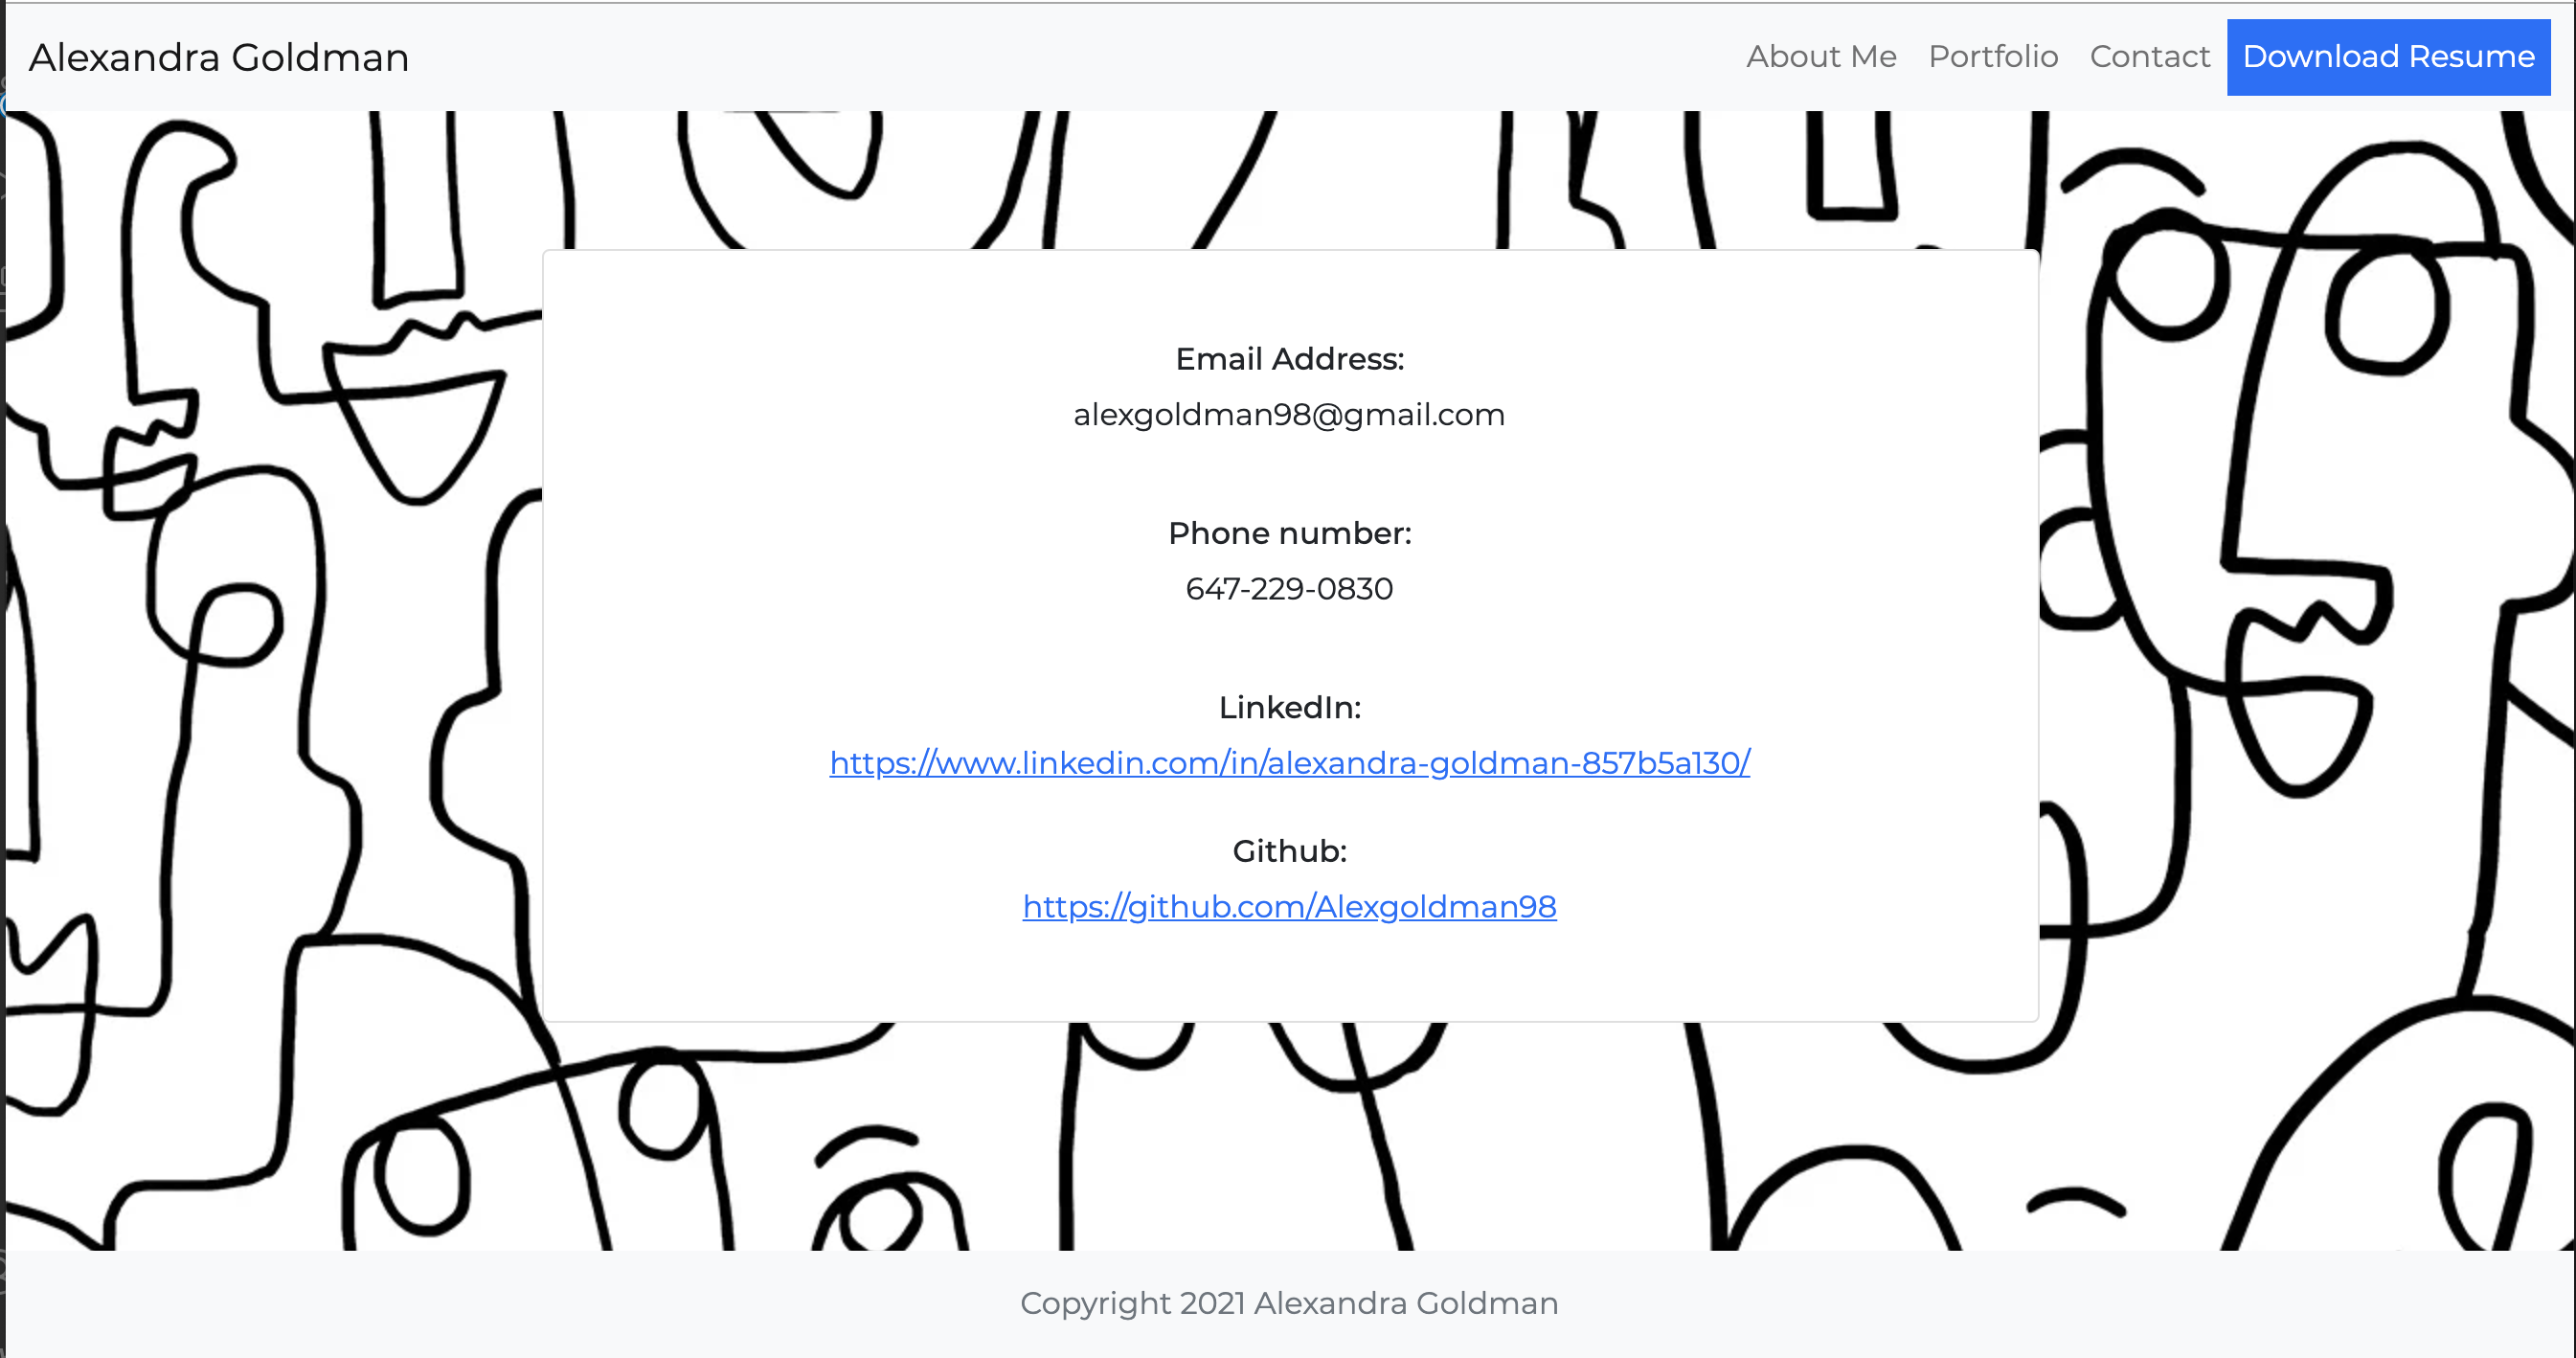 Alexandra Goldman
About Me Portfolio Contact Download Resume
Email Address:
alexgoldman98@gmail.com
Phone number:
647-229-0830
LinkedIn:
https://www.linkedin.com/in/alexandra-goldman-857b5a130/
Github:
https://github.com/Alexgoldman98
Copyright 2021 Alexandra Goldman